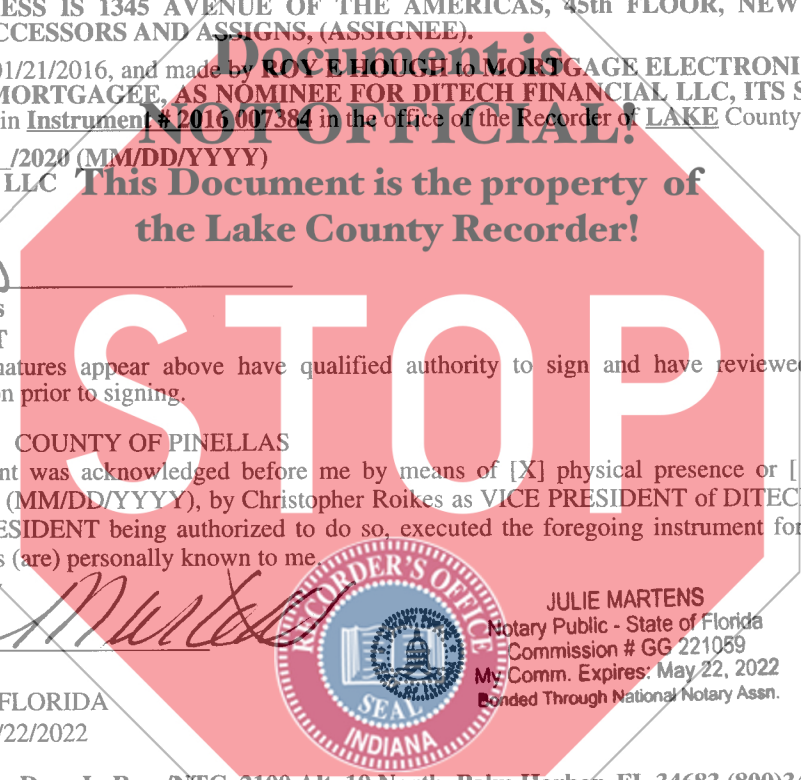 ESS IS 1345 AVENUE OF THE AMERICAS, 45th FLOOR, NEW
CCESSORS AND ASSIGNS, (ASSIGNEE).
Document is
01/21/2016, and made by ROY E HOUGH to MORTGAGE ELECTRONI
MORTGAGEE, AS NOMINEE FOR DITECH FINANCIAL LLC, ITS S
NOT OFFICIAL!
in Instrument # 2016 007384 in the office of the Recorder of LAKE County
/2020 (MM/DD/YYYY)
LLC
This Document is the property of
the Lake County Recorder!
STOP
natures appear above have qualified authority to sign and have reviewed
n prior to signing.
COUNTY OF PINELLAS
nt was acknowledged before me by means of [X] physical presence or [
(MM/DD/YYYY), by Christopher Roikes as VICE PRESIDENT of DITEC
ESIDENT being authorized to do so, executed the foregoing instrument for
s (are) personally known to me.
RECORDER'S OFFICE
SEAL
INDIANA
JULIE MARTENS
Notary Public - State of Florida
Commission # GG 221059
My Comm. Expires: May 22, 2022
Bonded Through National Notary Assn.
FLORIDA
/22/2022